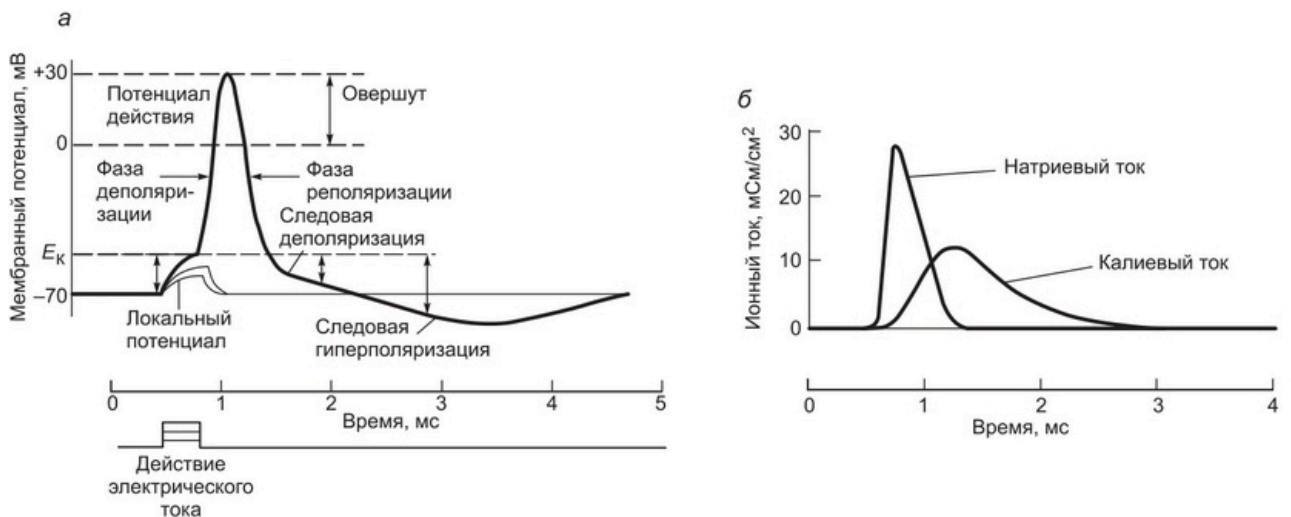 а
Мембранный потенциал, мВ
+30
0
Eк
–70
Потенциал
действия
Овершут
Фаза
деполяри-
зации
Фаза
реполяризации
Следовая
деполяризация
Локальный
потенциал
Следовая
гиперполяризация
0 1 2 3 4 5
Время, мс
Действие
электрического
тока
б
Ионный ток, мСм/см2
30
20
10
0
Натриевый ток
Калиевый ток
0 1 2 3 4
Время, мс